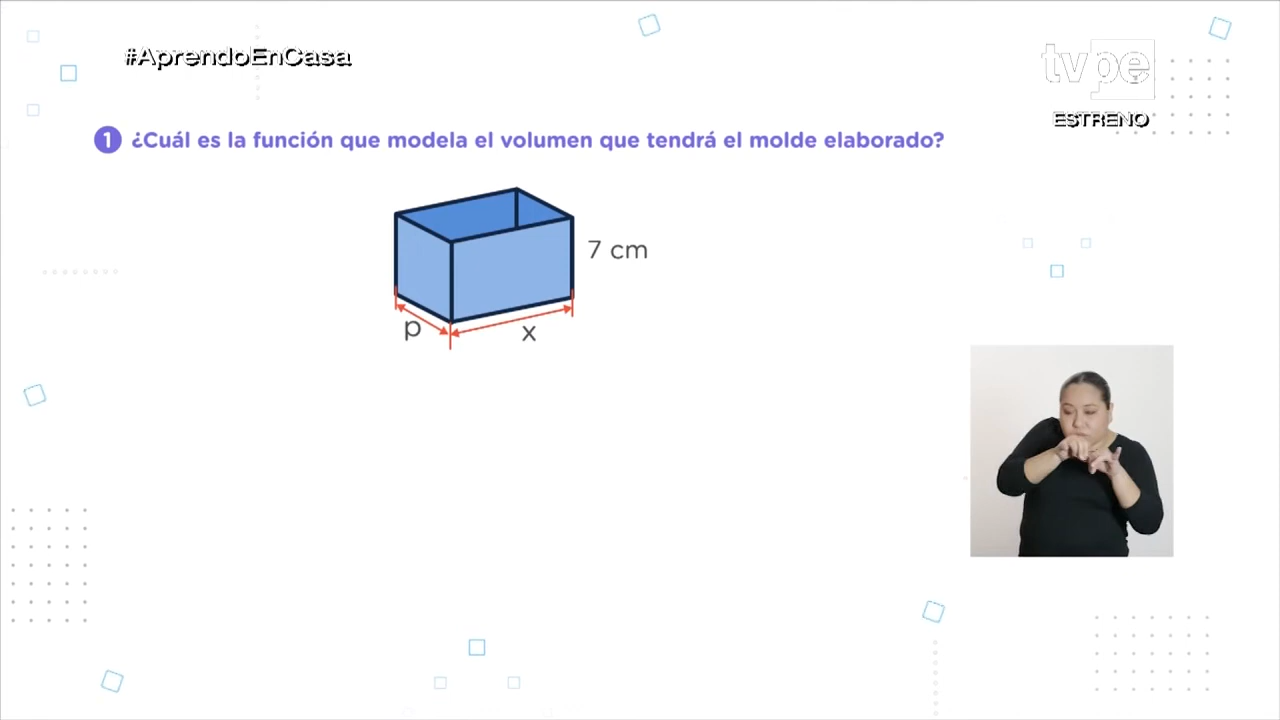 #AprendoEnCasa
tvpe
ESTRENO
1 ¿Cuál es la función que modela el volumen que tendrá el molde elaborado?
7 cm
p
x